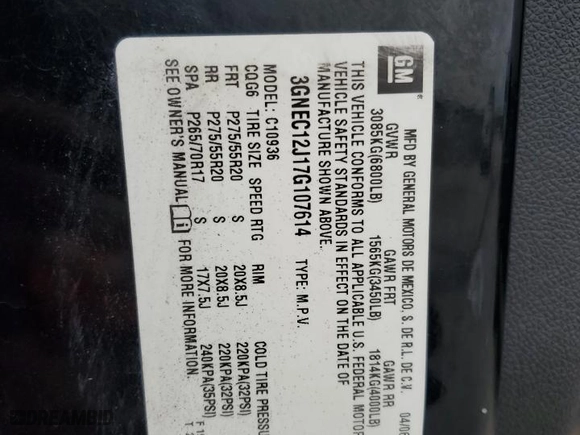 GM
MFD BY GENERAL MOTORS DE MEXICO, S. DE R.L. DE C.V. 04/06
GVWR GAWR FRT GAWR RR
3085KG(6800LB) 1565KG(3450LB) 1814KG(4000LB)
THIS VEHICLE CONFORMS TO ALL APPLICABLE U.S. FEDERAL MOTOR
VEHICLE SAFETY STANDARDS IN EFFECT ON THE DATE OF
MANUFACTURE SHOWN ABOVE.
3GNEC12J17G107614 TYPE: M.P.V.
MODEL: C10936
CQG6 TIRE SIZE SPEED RTG RIM COLD TIRE PRESSU
FRT P275/55R20 S 20X8.5J 220KPA(32PSI)
RR P275/55R20 S 20X8.5J 220KPA(32PSI)
SPA P265/70R17 S 17X7.5J 240KPA(35PSI)
SEE OWNER'S MANUAL i FOR MORE INFORMATION.
DREAMBID